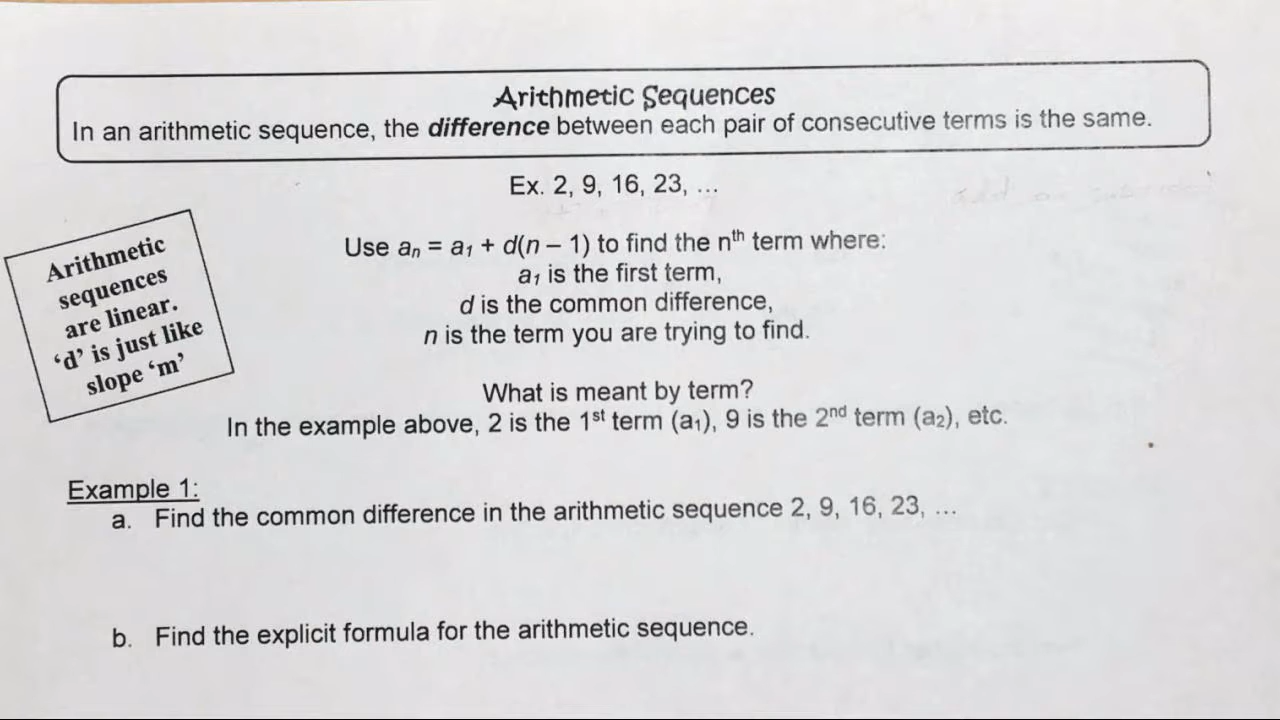 Arithmetic Sequences
In an arithmetic sequence, the difference between each pair of consecutive terms is the same.
Ex. 2, 9, 16, 23, ...
Arithmetic
sequences
are linear.
‘d’ is just like
slope ‘m’
Use aₙ = a₁ + d(n – 1) to find the nᵗʰ term where:
a₁ is the first term,
d is the common difference,
n is the term you are trying to find.
What is meant by term?
In the example above, 2 is the 1ˢᵗ term (a₁), 9 is the 2ⁿᵈ term (a₂), etc.
Example 1:
a. Find the common difference in the arithmetic sequence 2, 9, 16, 23, ...
b. Find the explicit formula for the arithmetic sequence.